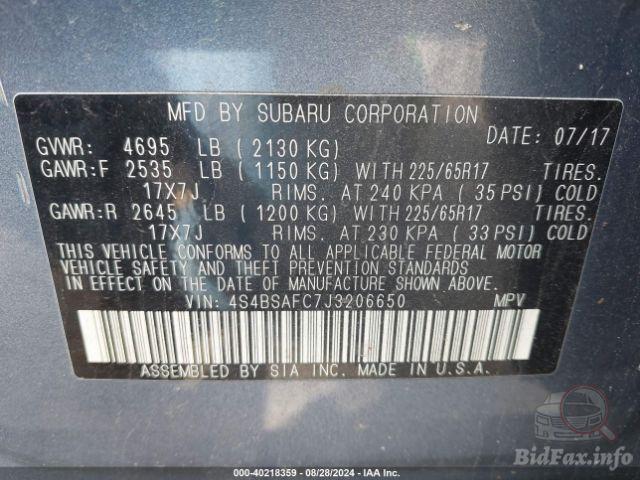 MFD BY SUBARU CORPORATION
DATE: 07/17
GVWR: 4695 LB ( 2130 KG)
GAWR:F 2535 LB ( 1150 KG) WITH 225/65R17 TIRES.
17X7J RIMS. AT 240 KPA ( 35 PSI) COLD
GAWR:R 2645 LB ( 1200 KG) WITH 225/65R17 TIRES.
17X7J RIMS. AT 230 KPA ( 33 PSI) COLD
THIS VEHICLE CONFORMS TO ALL APPLICABLE FEDERAL MOTOR
VEHICLE SAFETY AND THEFT PREVENTION STANDARDS
IN EFFECT ON THE DATE OF MANUFACTURE SHOWN ABOVE.
VIN: 4S4BSAFC7J3206650 MPV
ASSEMBLED BY SIA INC. MADE IN U.S.A.
BidFax.info
000-40218359 - 08/28/2024 - IAA Inc.